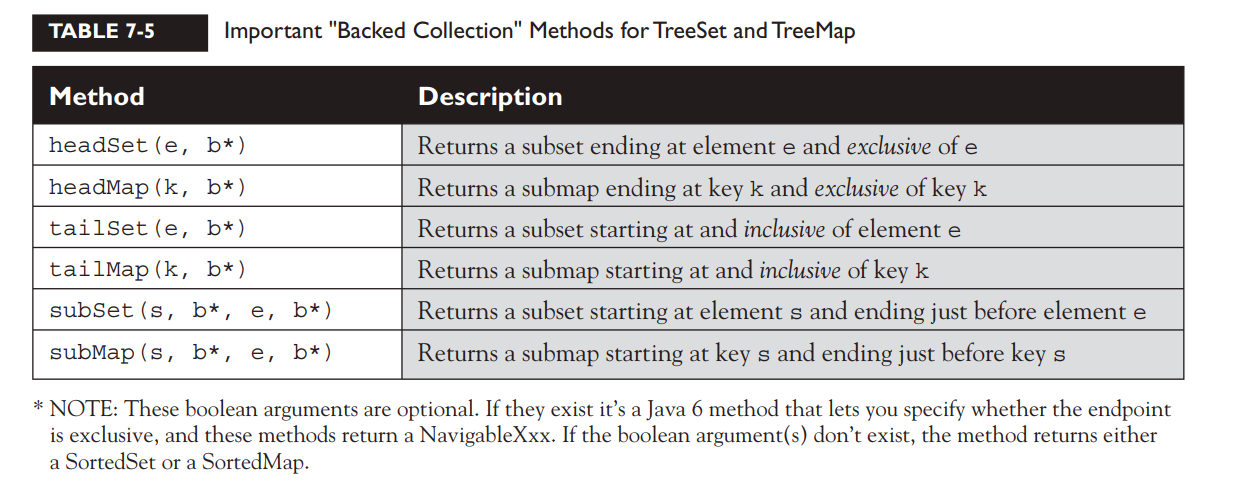 TABLE 7-5 Important "Backed Collection" Methods for TreeSet and TreeMap
Method Description
headSet(e, b*) Returns a subset ending at element e and exclusive of e
headMap(k, b*) Returns a submap ending at key k and exclusive of key k
tailSet(e, b*) Returns a subset starting at and inclusive of element e
tailMap(k, b*) Returns a submap starting at and inclusive of key k
subSet(s, b*, e, b*) Returns a subset starting at element s and ending just before element e
subMap(s, b*, e, b*) Returns a submap starting at key s and ending just before key s
* NOTE: These boolean arguments are optional. If they exist it's a Java 6 method that lets you specify whether the endpoint
is exclusive, and these methods return a NavigableXxx. If the boolean argument(s) don't exist, the method returns either
a SortedSet or a SortedMap.